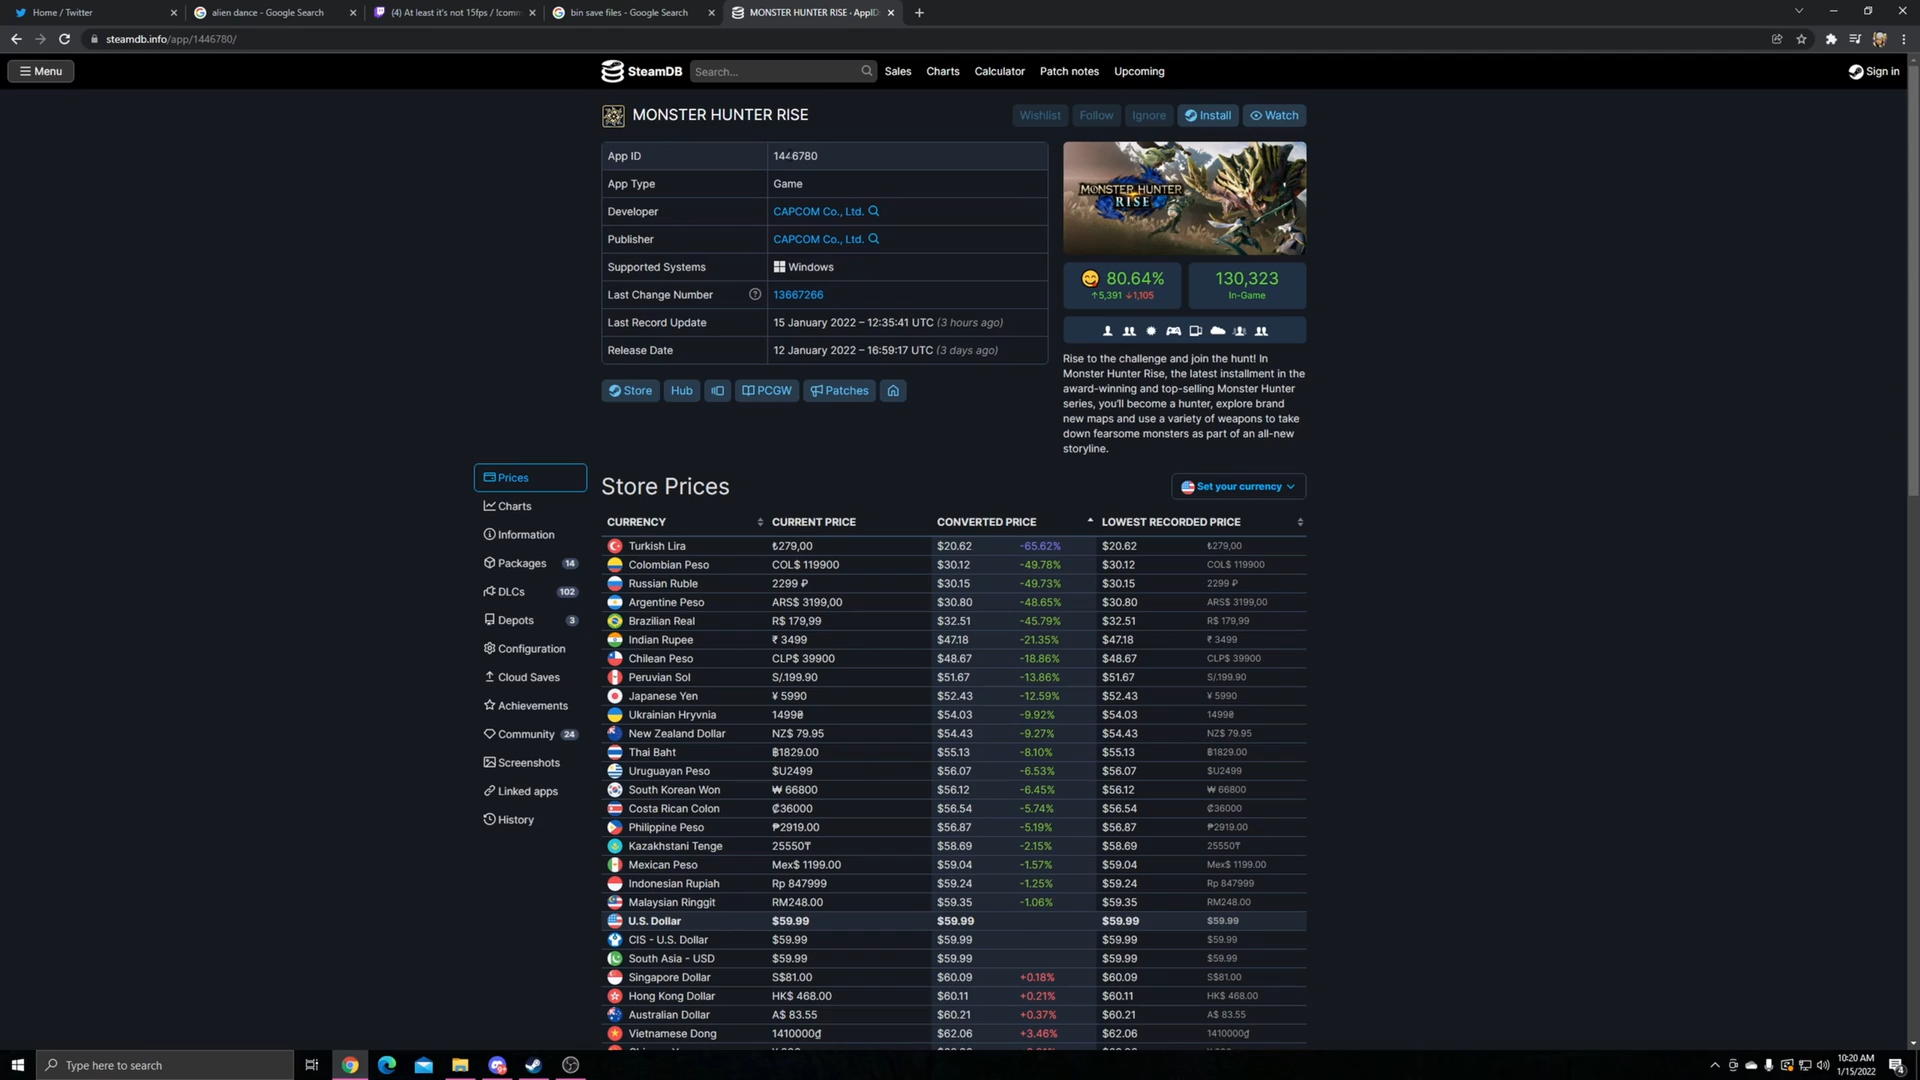 Home / Twitter
alien dance - Google Search
(4) At least it's not 15fps / !comm
bin save files - Google Search
MONSTER HUNTER RISE · AppID
steamdb.info/app/1446780/
Menu
SteamDB
Search...
Sales
Charts
Calculator
Patch notes
Upcoming
Sign in
MONSTER HUNTER RISE
Wishlist
Follow
Ignore
Install
Watch
App ID 1446780
App Type Game
Developer CAPCOM Co., Ltd.
Publisher CAPCOM Co., Ltd.
Supported Systems Windows
Last Change Number ? 13667266
Last Record Update 15 January 2022 – 12:35:41 UTC (3 hours ago)
Release Date 12 January 2022 – 16:59:17 UTC (3 days ago)
MONSTER HUNTER
RISE
80.64%
↑5,391 ↓1,105
130,323
In-Game
Store
Hub
PCGW
Patches
Rise to the challenge and join the hunt! In
Monster Hunter Rise, the latest installment in the
award-winning and top-selling Monster Hunter
series, you'll become a hunter, explore brand
new maps and use a variety of weapons to take
down fearsome monsters as part of an all-new
storyline.
Prices
Charts
Information
Packages 14
DLCs 102
Depots 3
Configuration
Cloud Saves
Achievements
Community 24
Screenshots
Linked apps
History
Store Prices
Set your currency
CURRENCY CURRENT PRICE CONVERTED PRICE LOWEST RECORDED PRICE
Turkish Lira ₺279,00 $20.62 -65.62% $20.62 ₺279,00
Colombian Peso COL$ 119900 $30.12 -49.78% $30.12 COL$ 119900
Russian Ruble 2299 ₽ $30.15 -49.73% $30.15 2299 ₽
Argentine Peso ARS$ 3199,00 $30.80 -48.65% $30.80 ARS$ 3199,00
Brazilian Real R$ 179,99 $32.51 -45.79% $32.51 R$ 179,99
Indian Rupee ₹ 3499 $47.18 -21.35% $47.18 ₹ 3499
Chilean Peso CLP$ 39900 $48.67 -18.86% $48.67 CLP$ 39900
Peruvian Sol S/.199.90 $51.67 -13.86% $51.67 S/.199.90
Japanese Yen ¥ 5990 $52.43 -12.59% $52.43 ¥ 5990
Ukrainian Hryvnia 1499₴ $54.03 -9.92% $54.03 1499₴
New Zealand Dollar NZ$ 79.95 $54.43 -9.27% $54.43 NZ$ 79.95
Thai Baht ฿1829.00 $55.13 -8.10% $55.13 ฿1829.00
Uruguayan Peso $U2499 $56.07 -6.53% $56.07 $U2499
South Korean Won ₩ 66800 $56.12 -6.45% $56.12 ₩ 66800
Costa Rican Colon ₡36000 $56.54 -5.74% $56.54 ₡36000
Philippine Peso ₱2919.00 $56.87 -5.19% $56.87 ₱2919.00
Kazakhstani Tenge 25550₸ $58.69 -2.15% $58.69 25550₸
Mexican Peso Mex$ 1199.00 $59.04 -1.57% $59.04 Mex$ 1199.00
Indonesian Rupiah Rp 847999 $59.24 -1.25% $59.24 Rp 847999
Malaysian Ringgit RM248.00 $59.35 -1.06% $59.35 RM248.00
U.S. Dollar $59.99 $59.99 $59.99 $59.99
CIS - U.S. Dollar $59.99 $59.99 $59.99 $59.99
South Asia - USD $59.99 $59.99 $59.99 $59.99
Singapore Dollar S$81.00 $60.09 +0.18% $60.09 S$81.00
Hong Kong Dollar HK$ 468.00 $60.11 +0.21% $60.11 HK$ 468.00
Australian Dollar A$ 83.55 $60.21 +0.37% $60.21 A$ 83.55
Vietnamese Dong 1410000₫ $62.06 +3.46% $62.06 1410000₫
Type here to search
10:20 AM
1/15/2022
4